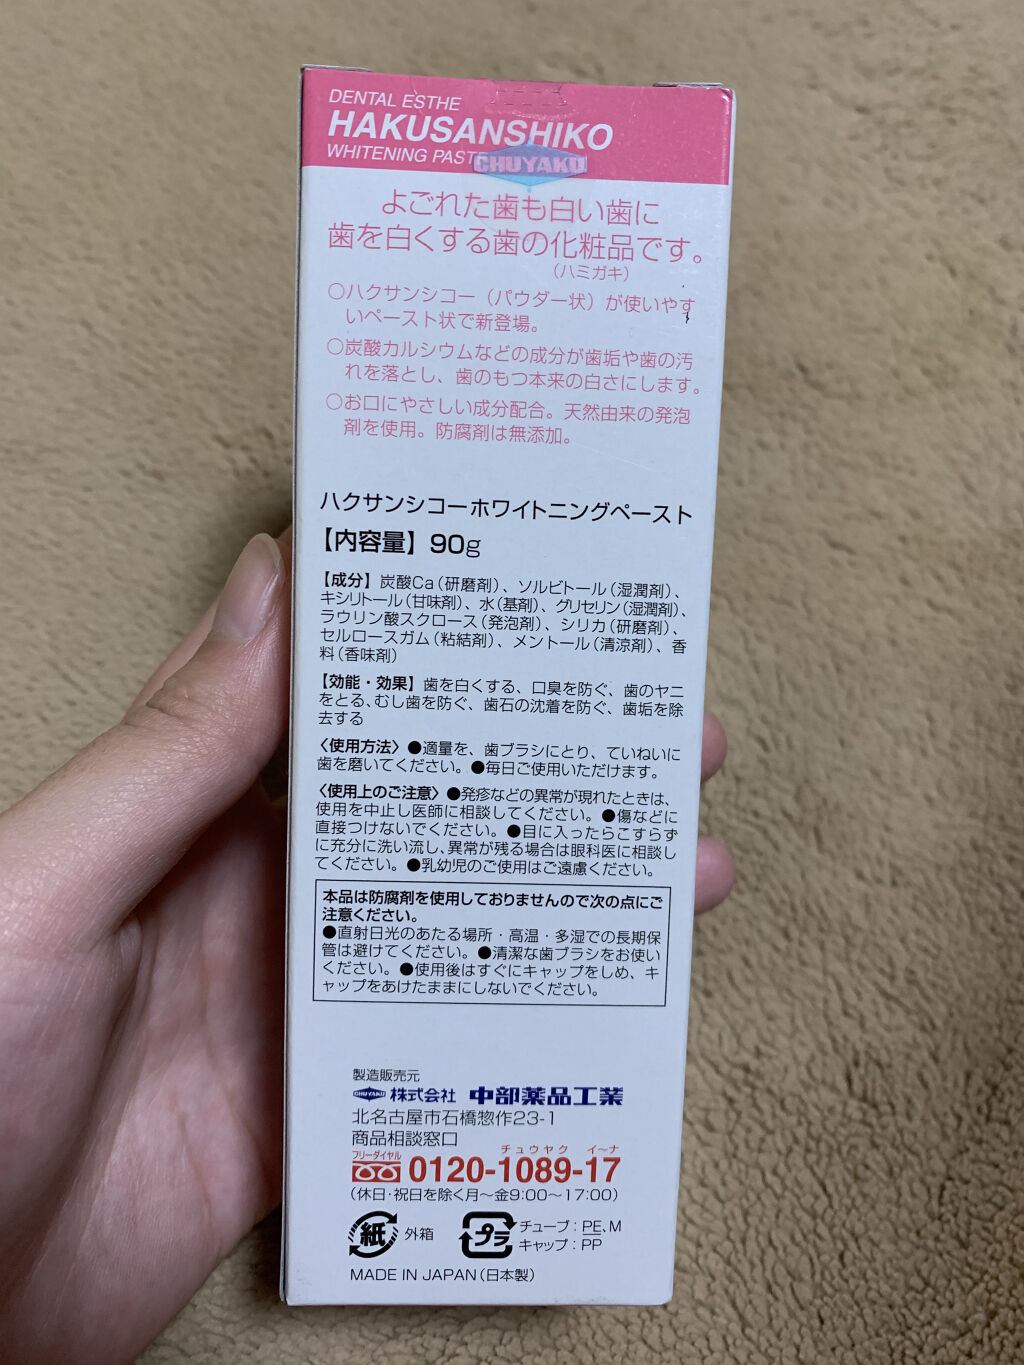 DENTAL ESTHE
HAKUSANSHIKO
WHITENING PASTE
CHUYAKU
よごれた歯も白い歯に
歯を白くする歯の化粧品です。
(ハミガキ)
○ハクサンシコー(パウダー状)が使いやす
いペースト状で新登場。
○炭酸カルシウムなどの成分が歯垢や歯の汚
れを落とし、歯のもつ本来の白さにします。
○お口にやさしい成分配合。天然由来の発泡
剤を使用。防腐剤は無添加。
ハクサンシコーホワイトニングペースト
【内容量】90g
【成分】炭酸Ca(研磨剤)、ソルビトール(湿潤剤)、
キシリトール(甘味剤)、水(基剤)、グリセリン(湿潤剤)、
ラウリン酸スクロース(発泡剤)、シリカ(研磨剤)、
セルロースガム(粘結剤)、メントール(清涼剤)、香
料(香味剤)
【効能・効果】歯を白くする、口臭を防ぐ、歯のヤニ
をとる、むし歯を防ぐ、歯石の沈着を防ぐ、歯垢を除
去する
〈使用方法〉●適量を、歯ブラシにとり、ていねいに
歯を磨いてください。●毎日ご使用いただけます。
〈使用上のご注意〉●発疹などの異常が現れたときは、
使用を中止し医師に相談してください。●傷などに
直接つけないでください。●目に入ったらこすらず
に充分に洗い流し、異常が残る場合は眼科医に相談し
てください。●乳幼児のご使用はご遠慮ください。
本品は防腐剤を使用しておりませんので次の点にご
注意ください。
●直射日光のあたる場所・高温・多湿での長期保
管は避けてください。●清潔な歯ブラシをお使い
ください。●使用後はすぐにキャップをしめ、キ
ャップをあけたままにしないでください。
製造販売元
CHUYAKU 株式会社 中部薬品工業
北名古屋市石橋惣作23-1
商品相談窓口
チュウヤク イ〜ナ
フリーダイヤル 0120-1089-17
(休日・祝日を除く月〜金9:00〜17:00)
紙 外箱 プラ チューブ:PE、M
キャップ:PP
MADE IN JAPAN(日本製)